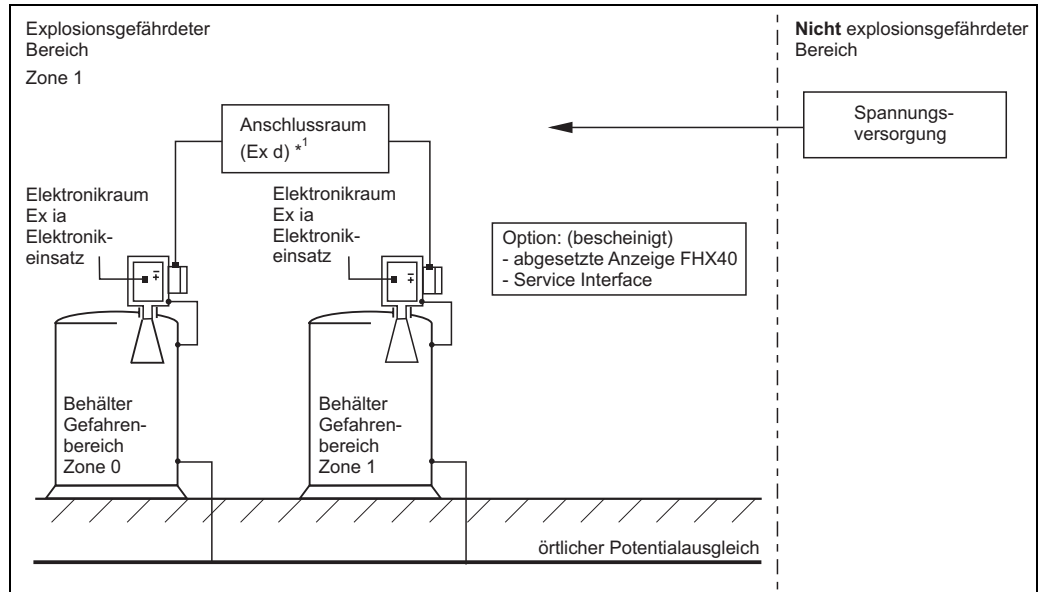 Explosionsgefährdeter
Bereich
Zone 1
Nicht explosionsgefährdeter
Bereich
Anschlussraum
(Ex d) *1
Spannungs-
versorgung
Elektronikraum
Ex ia
Elektronik-
einsatz
Elektronikraum
Ex ia
Elektronik-
einsatz
Option: (bescheinigt)
- abgesetzte Anzeige FHX40
- Service Interface
Behälter
Gefahren-
bereich
Zone 0
Behälter
Gefahren-
bereich
Zone 1
örtlicher Potentialausgleich